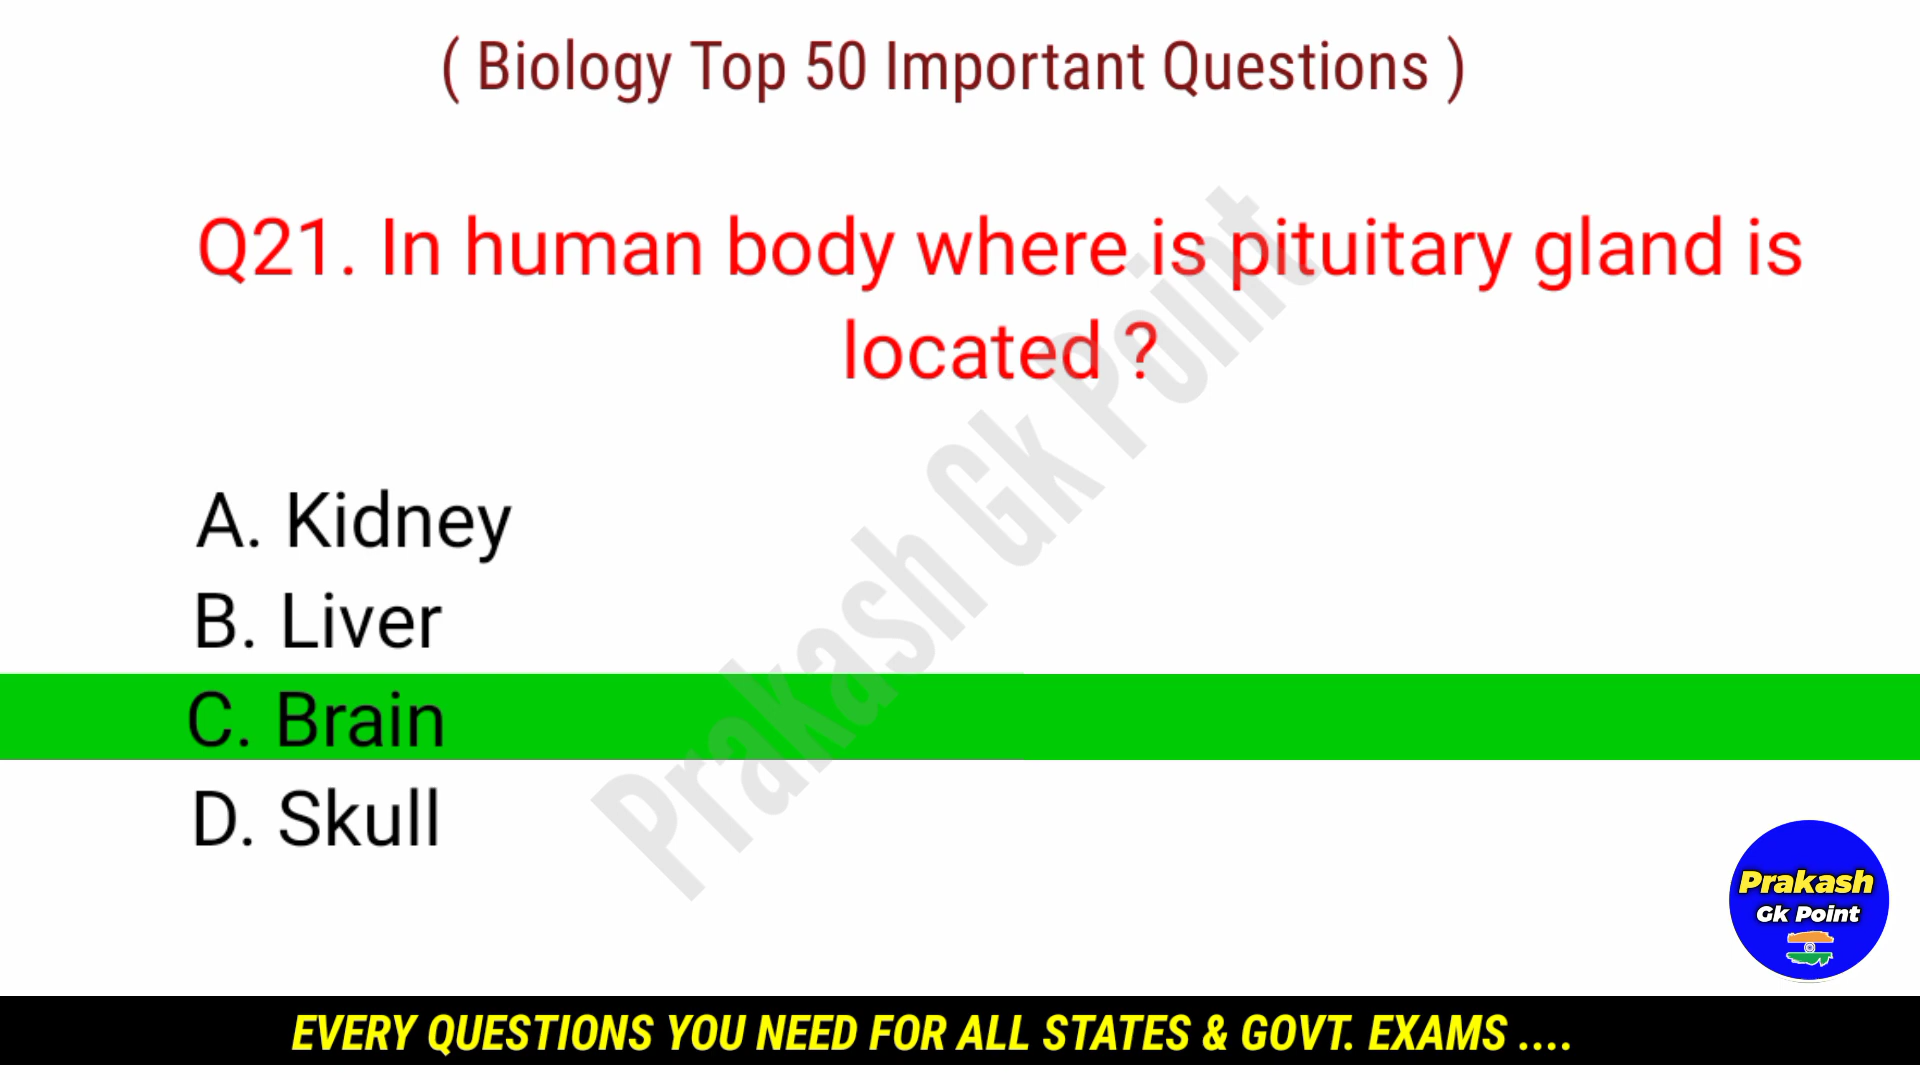 ( Biology Top 50 Important Questions )
Q21. In human body where is pituitary gland is
located ?
A. Kidney
B. Liver
C. Brain
D. Skull
Prakash Gk Point
Prakash
Gk Point
EVERY QUESTIONS YOU NEED FOR ALL STATES & GOVT. EXAMS ....